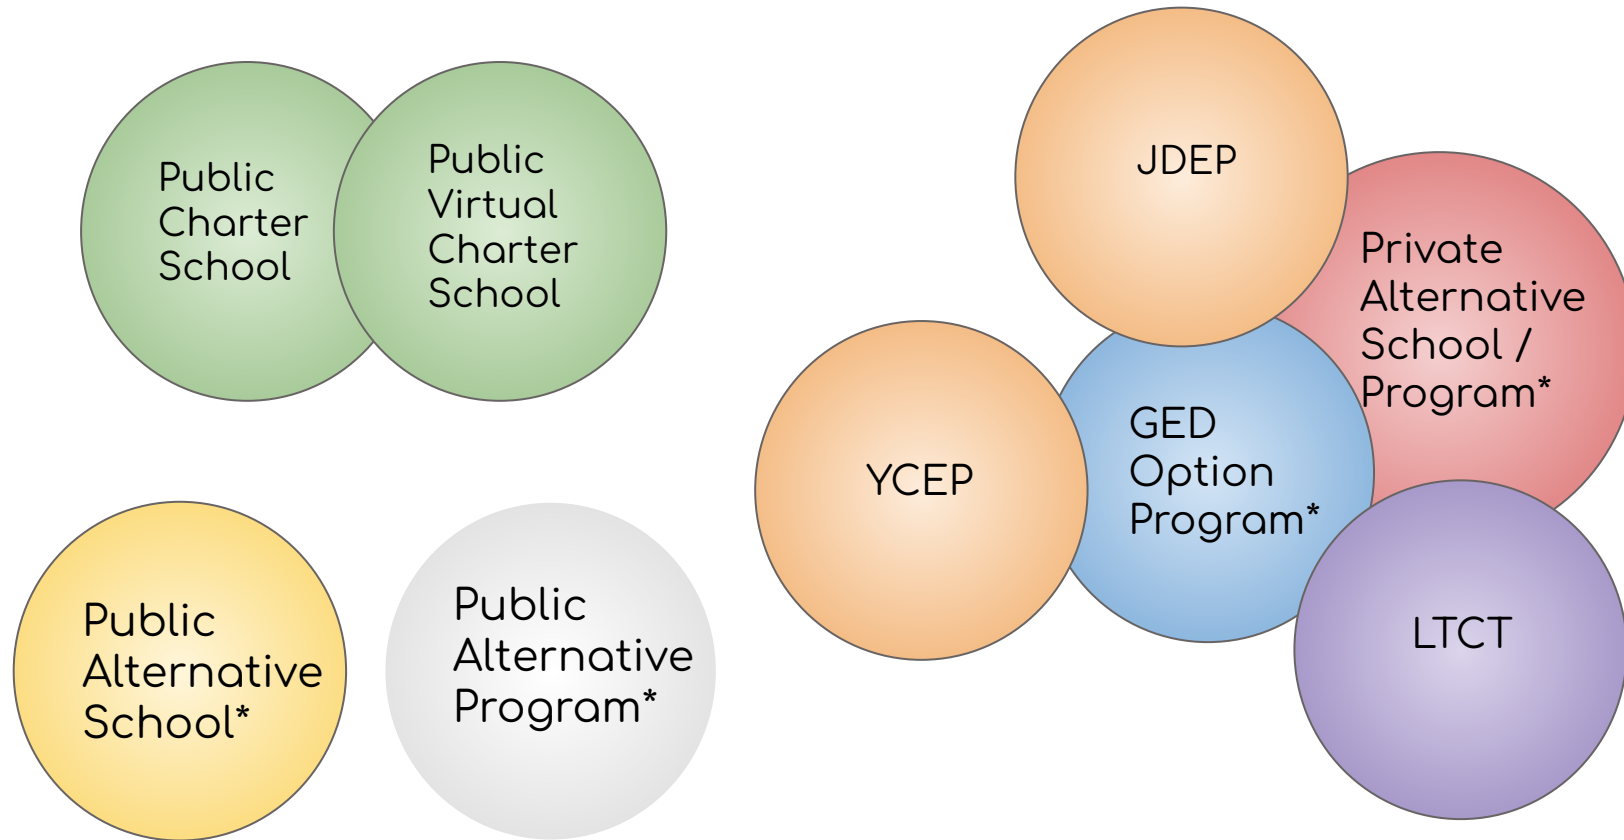 Public
Charter
School
Public
Virtual
Charter
School
JDEP
Private
Alternative
School /
Program*
YCEP
GED
Option
Program*
Public
Alternative
School*
Public
Alternative
Program*
LTCT